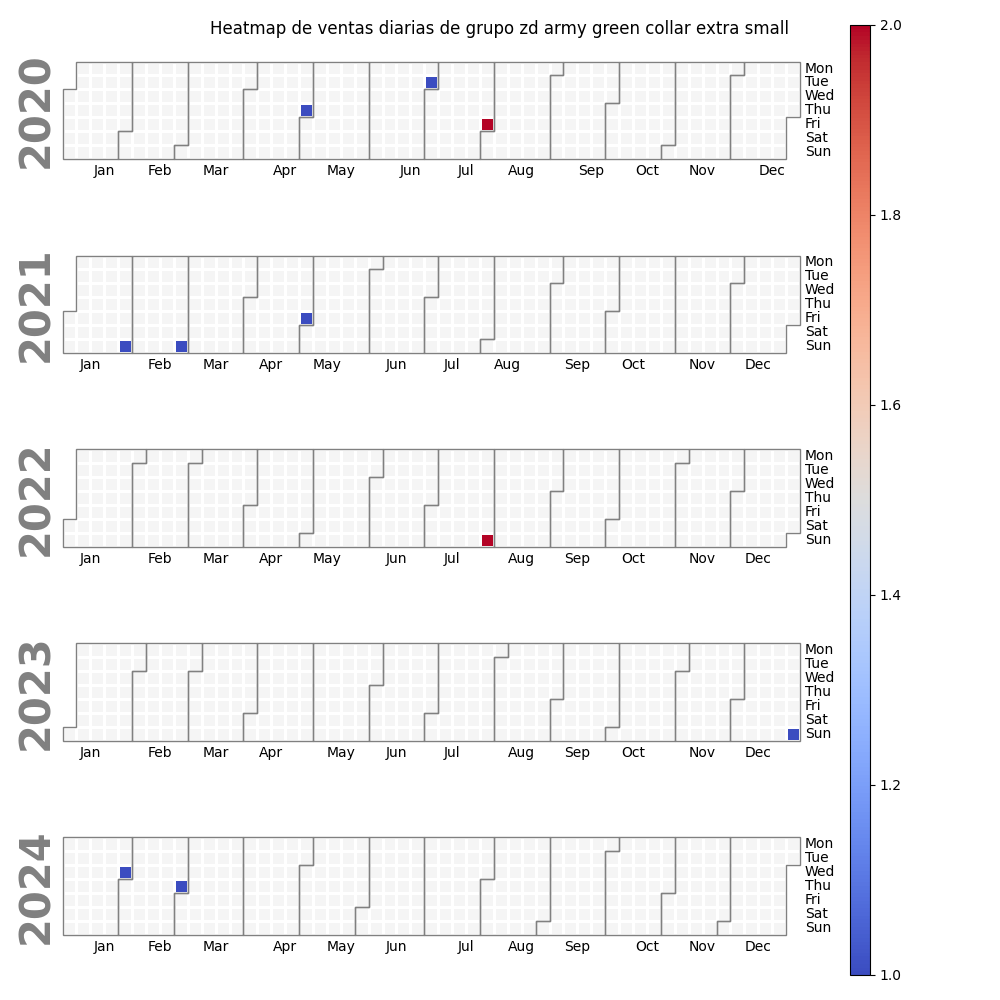 Heatmap de ventas diarias de grupo zd army green collar extra small
2020
Mon
Tue
Wed
Thu
Fri
Sat
Sun
Jan Feb Mar Apr May Jun Jul Aug Sep Oct Nov Dec
2021
Mon
Tue
Wed
Thu
Fri
Sat
Sun
Jan Feb Mar Apr May Jun Jul Aug Sep Oct Nov Dec
2022
Mon
Tue
Wed
Thu
Fri
Sat
Sun
Jan Feb Mar Apr May Jun Jul Aug Sep Oct Nov Dec
2023
Mon
Tue
Wed
Thu
Fri
Sat
Sun
Jan Feb Mar Apr May Jun Jul Aug Sep Oct Nov Dec
2024
Mon
Tue
Wed
Thu
Fri
Sat
Sun
Jan Feb Mar Apr May Jun Jul Aug Sep Oct Nov Dec
2.0
1.8
1.6
1.4
1.2
1.0